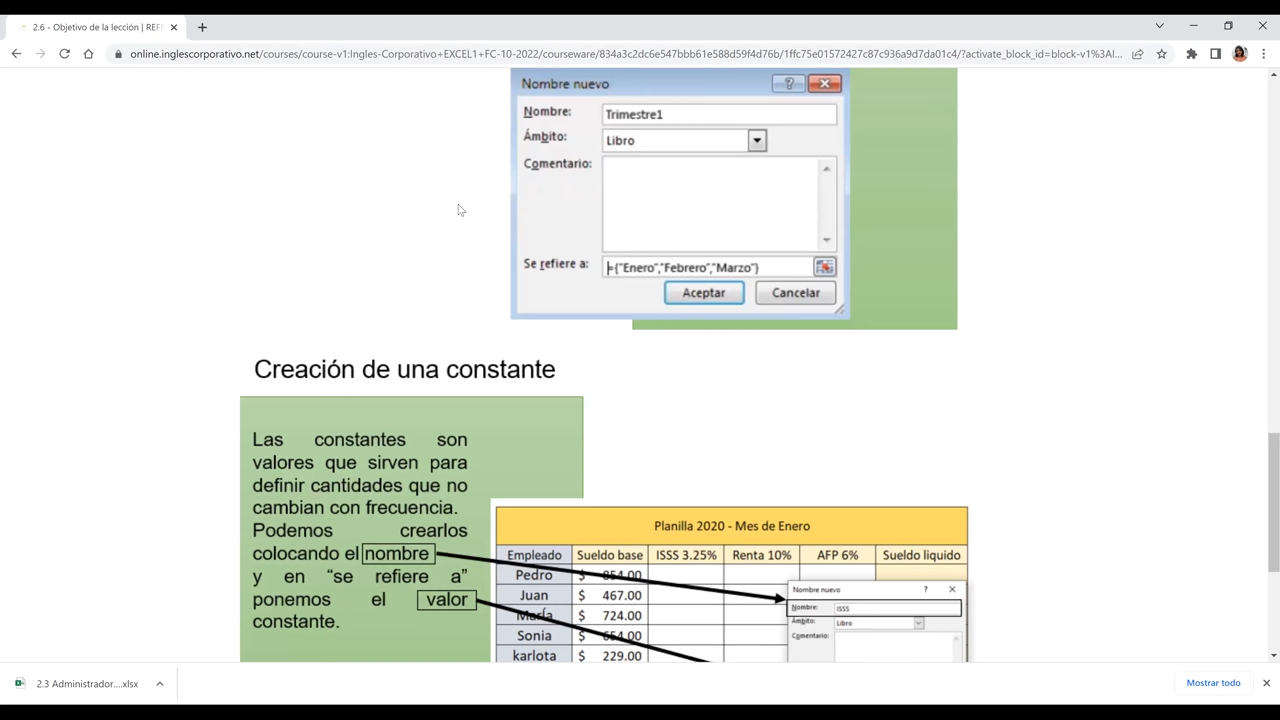 2.6 - Objetivo de la lección | REF
online.inglescorporativo.net/courses/course-v1:Ingles-Corporativo+EXCEL1+FC-10-2022/courseware/834a3c2dc6e547bbb61e588d59f4d76b/1ffc75e01572427c87c936a9d7da01c4/?activate_block_id=block-v1%3AI...
Nombre nuevo
Nombre: Trimestre1
Ámbito: Libro
Comentario:
Se refiere a: ={"Enero","Febrero","Marzo"}
Aceptar Cancelar
Creación de una constante
Las constantes son
valores que sirven para
definir cantidades que no
cambian con frecuencia.
Podemos crearlos
colocando el nombre
y en “se refiere a”
ponemos el valor
constante.
Planilla 2020 - Mes de Enero
Empleado Sueldo base ISSS 3.25% Renta 10% AFP 6% Sueldo liquido
Pedro $ 854.00
Juan $ 467.00
María $ 724.00
Sonia $ 654.00
karlota $ 229.00
Nombre nuevo ?
Nombre: ISSS
Ámbito: Libro
Comentario:
2.3 Administrador....xlsx
Mostrar todo